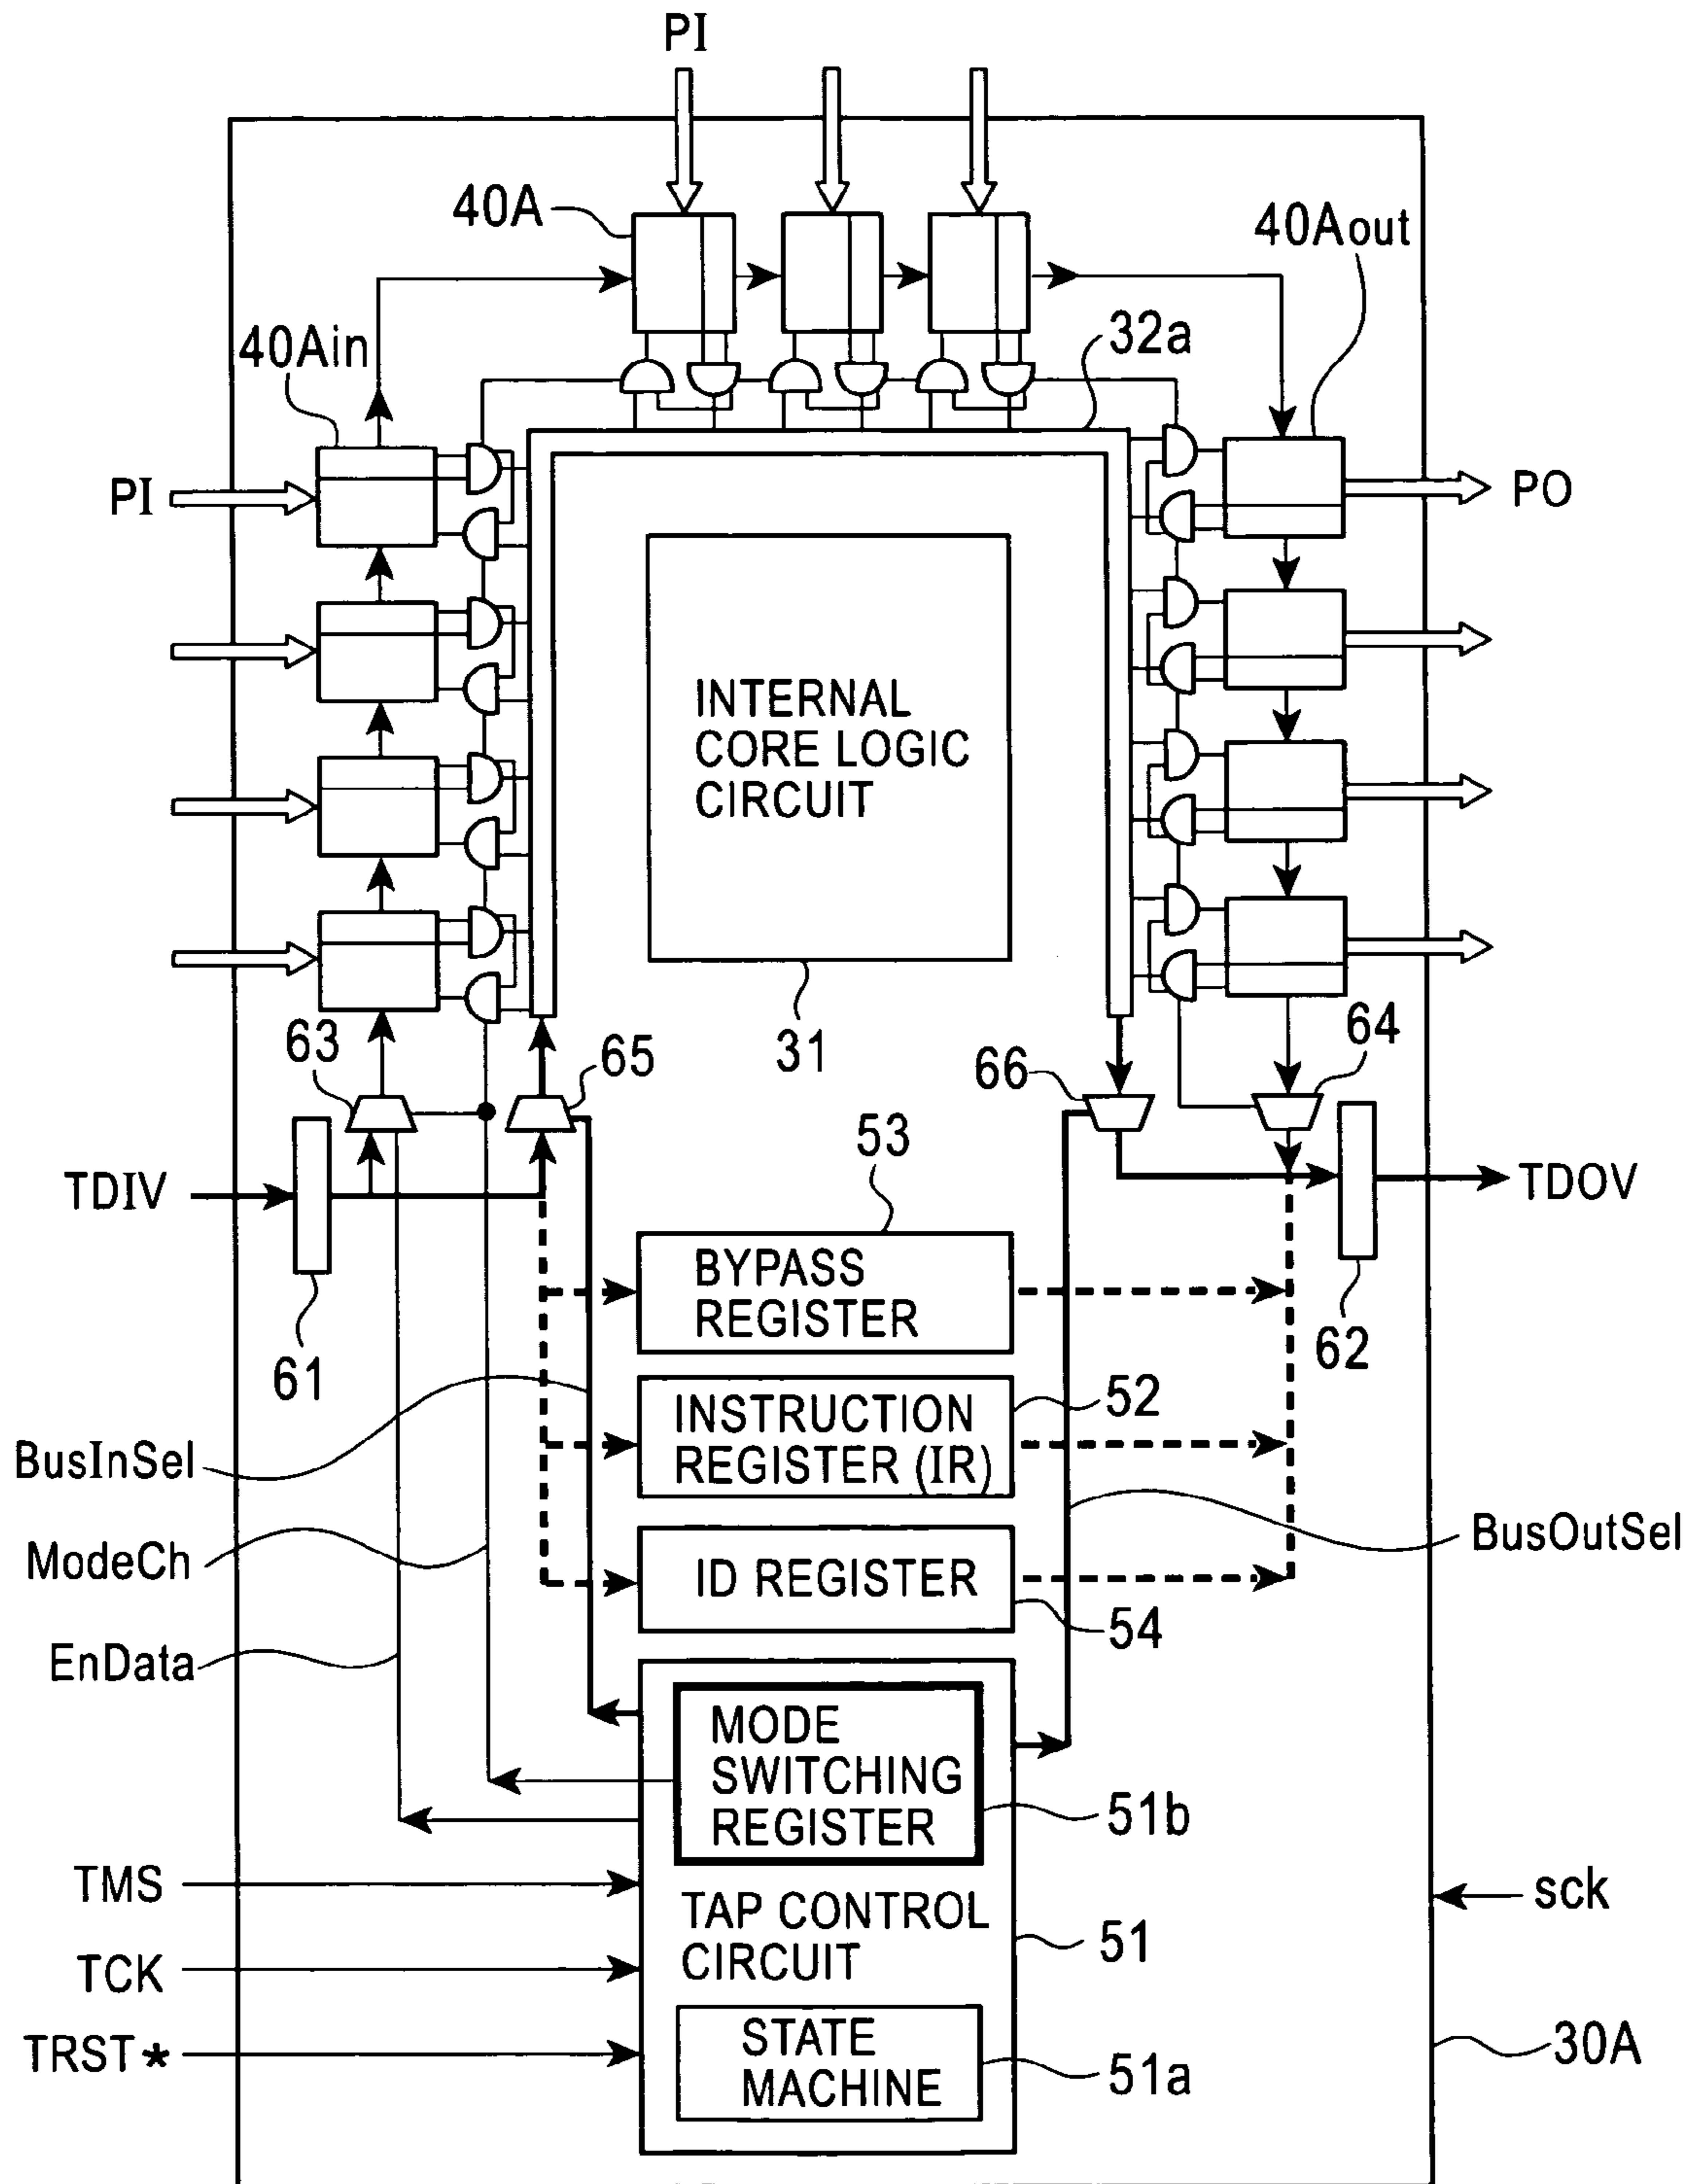 PI
40A
40Aout
40Ain
32a
PI
PO
INTERNAL
CORE LOGIC
CIRCUIT
31
63
65
66
64
TDIV
TDOV
53
BYPASS
REGISTER
61
62
52
INSTRUCTION
REGISTER (IR)
BusInSel
BusOutSel
ModeCh
ID REGISTER
54
EnData
MODE
SWITCHING
REGISTER
51b
TMS
sck
TAP CONTROL
CIRCUIT
51
TCK
TRST*
STATE
MACHINE
51a
30A